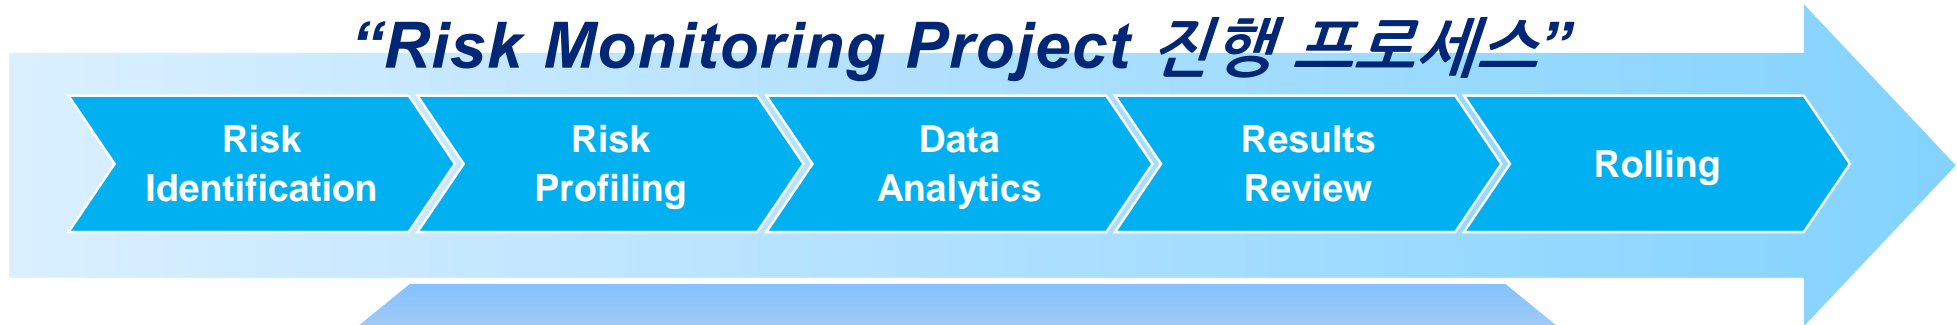 “Risk Monitoring Project 진행 프로세스”
Risk
Identification
Risk
Profiling
Data
Analytics
Results
Review
Rolling